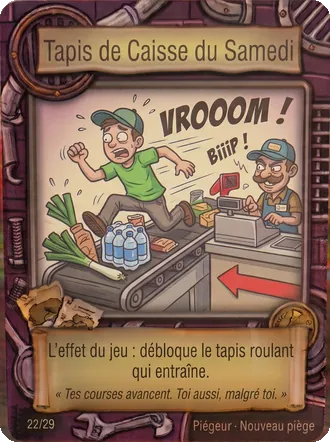 Tapis de Caisse du Samedi
VROOOM !
BiiiP !
L'effet du jeu : débloque le tapis roulant
qui entraîne.
« Tes courses avancent. Toi aussi, malgré toi. »
22/29
Piégeur · Nouveau piège